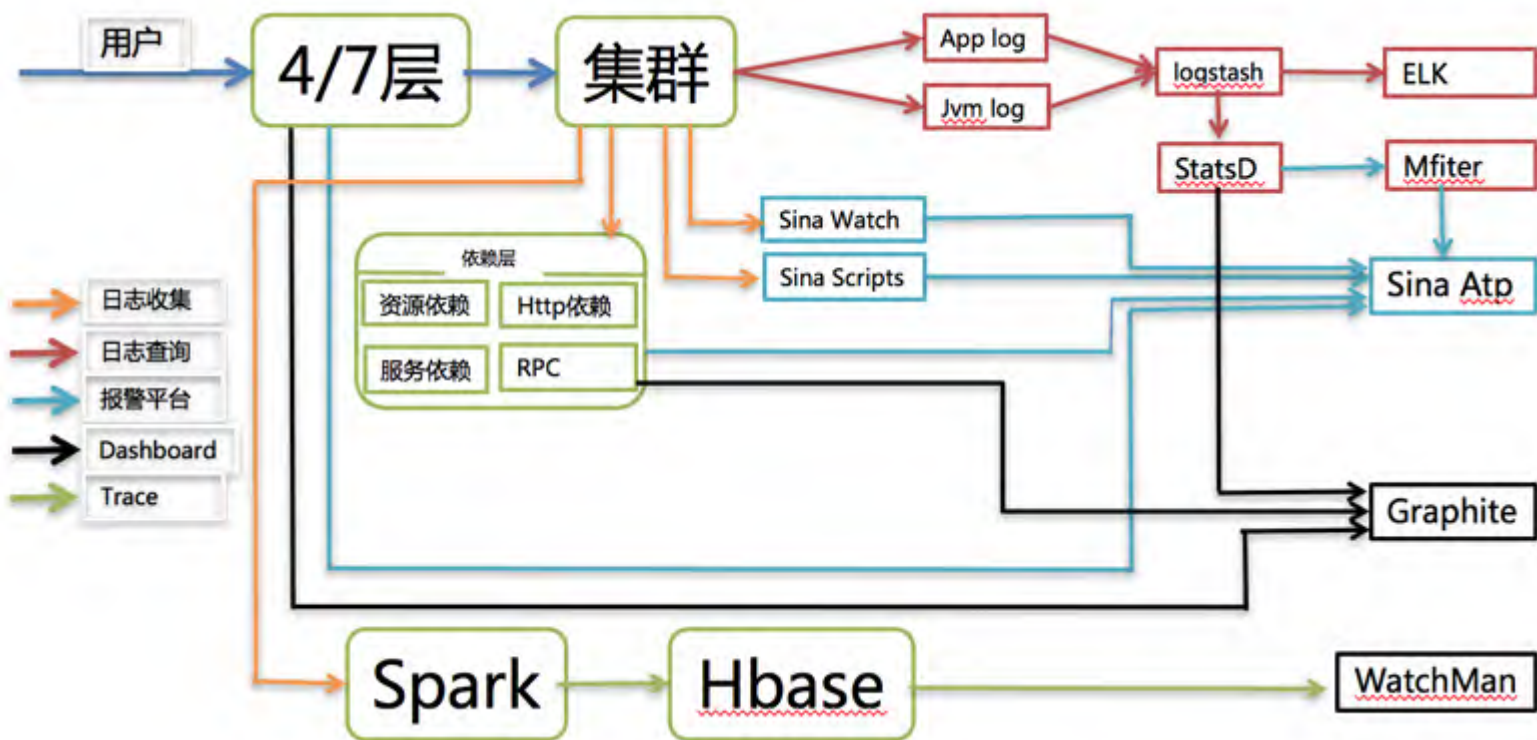 用户
4/7层
集群
App log
Jvm log
logstash
ELK
StatsD
Mfiter
Sina Watch
Sina Scripts
Sina Atp
依赖层
资源依赖
Http依赖
服务依赖
RPC
日志收集
日志查询
报警平台
Dashboard
Trace
Graphite
Spark
Hbase
WatchMan